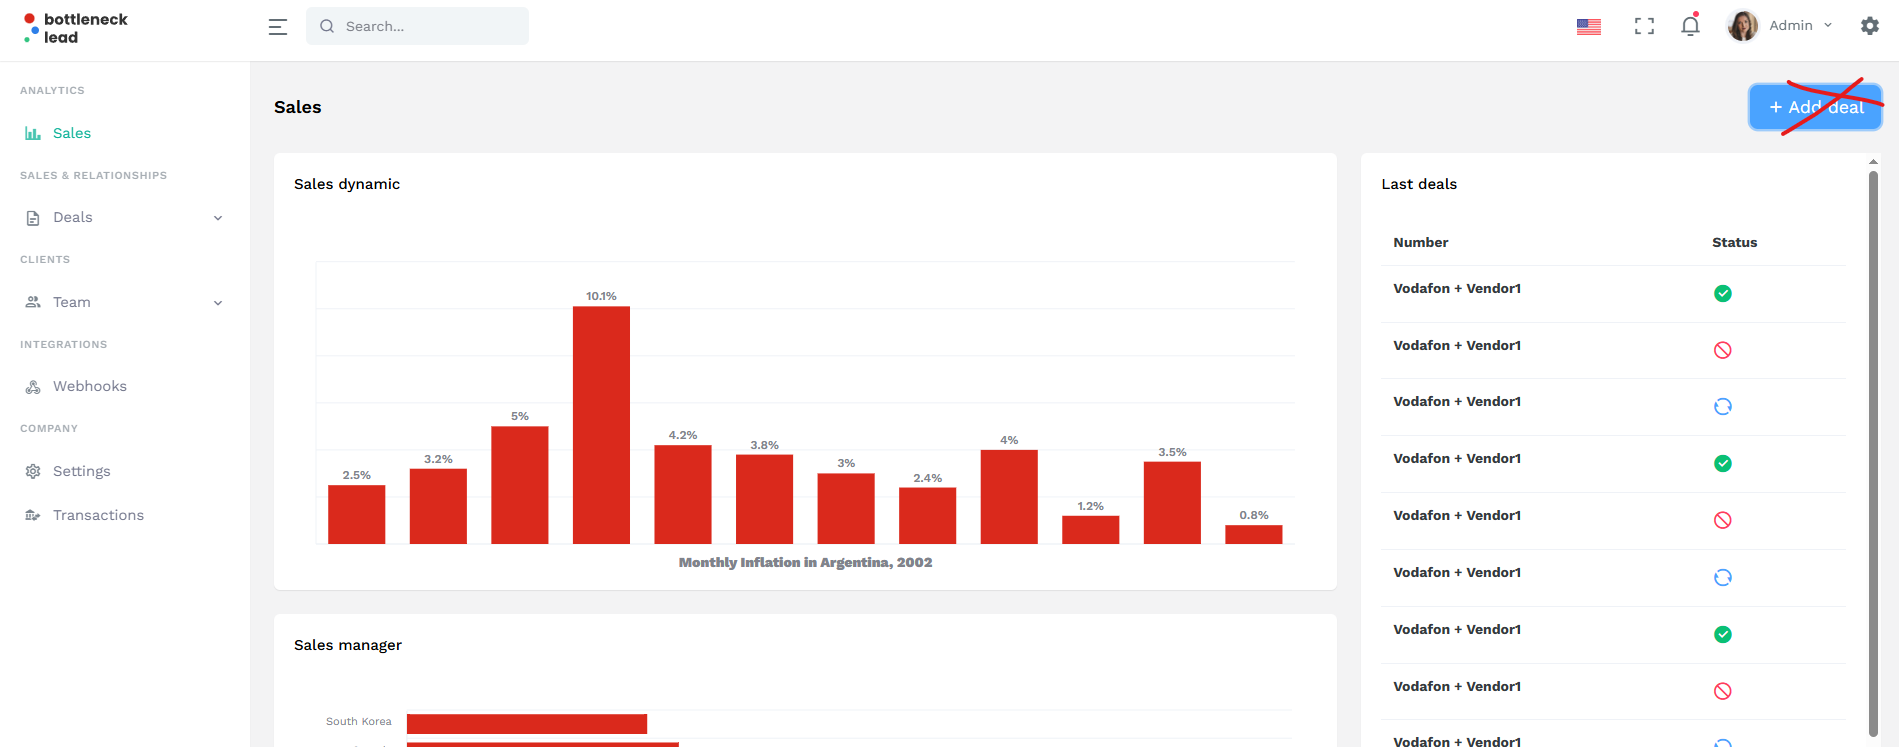 bottleneck
lead
Search...
Admin
ANALYTICS
Sales
SALES & RELATIONSHIPS
Deals
CLIENTS
Team
INTEGRATIONS
Webhooks
COMPANY
Settings
Transactions
Sales
+ Add deal
Sales dynamic
2.5%
3.2%
5%
10.1%
4.2%
3.8%
3%
2.4%
4%
1.2%
3.5%
0.8%
Monthly Inflation in Argentina, 2002
Sales manager
South Korea
Last deals
Number Status
Vodafon + Vendor1
Vodafon + Vendor1
Vodafon + Vendor1
Vodafon + Vendor1
Vodafon + Vendor1
Vodafon + Vendor1
Vodafon + Vendor1
Vodafon + Vendor1
Vodafon + Vendor1